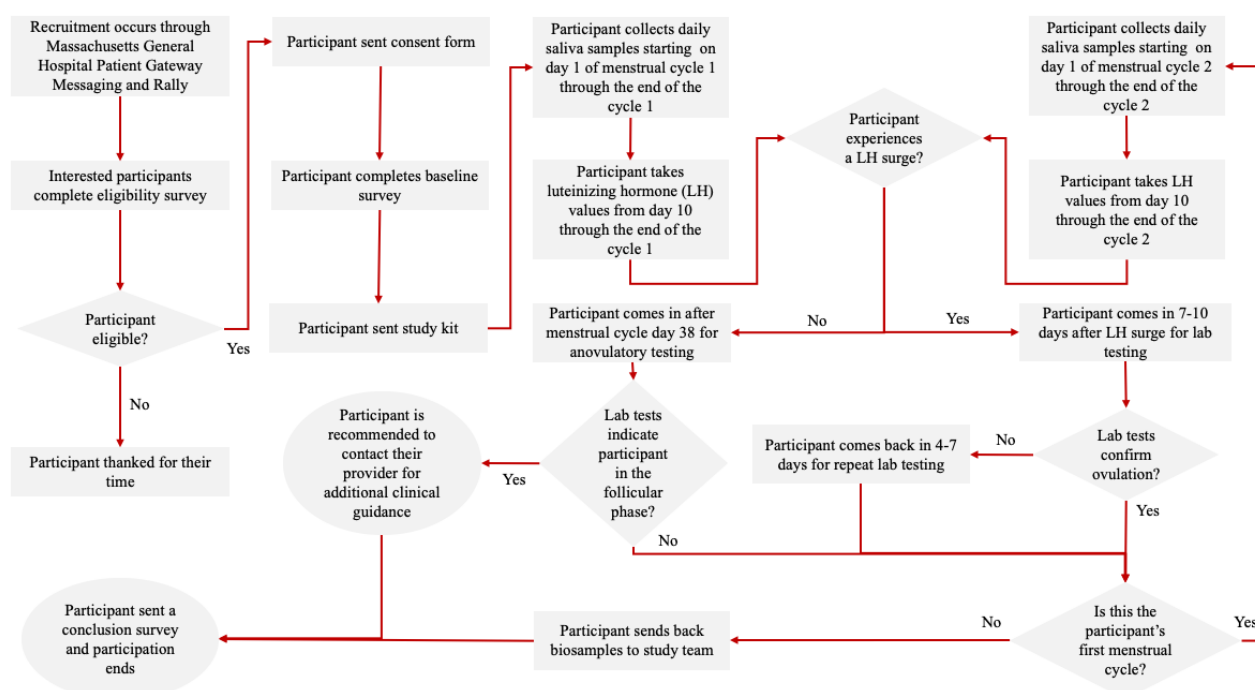 Recruitment occurs through
Massachusetts General
Hospital Patient Gateway
Messaging and Rally
Interested participants
complete eligibility survey
Participant
eligible?
Yes
No
Participant thanked for their
time
Participant sent consent form
Participant completes baseline
survey
Participant sent study kit
Participant collects daily
saliva samples starting on
day 1 of menstrual cycle 1
through the end of the
cycle 1
Participant takes
luteinizing hormone (LH)
values from day 10
through the end of the
cycle 1
Participant
experiences
a LH surge?
Participant collects daily
saliva samples starting on
day 1 of menstrual cycle 2
through the end of the
cycle 2
Participant takes LH
values from day 10
through the end of the
cycle 2
No
Yes
Participant comes in after
menstrual cycle day 38 for
anovulatory testing
Participant comes in 7-10
days after LH surge for lab
testing
Lab tests
indicate
participant
in the
follicular
phase?
Yes
No
Participant is
recommended to
contact their
provider for
additional clinical
guidance
Lab tests
confirm
ovulation?
No
Yes
Participant comes back in 4-7
days for repeat lab testing
Is this the
participant's
first menstrual
cycle?
No
Yes
Participant sends back
biosamples to study team
Participant sent a
conclusion survey
and participation
ends